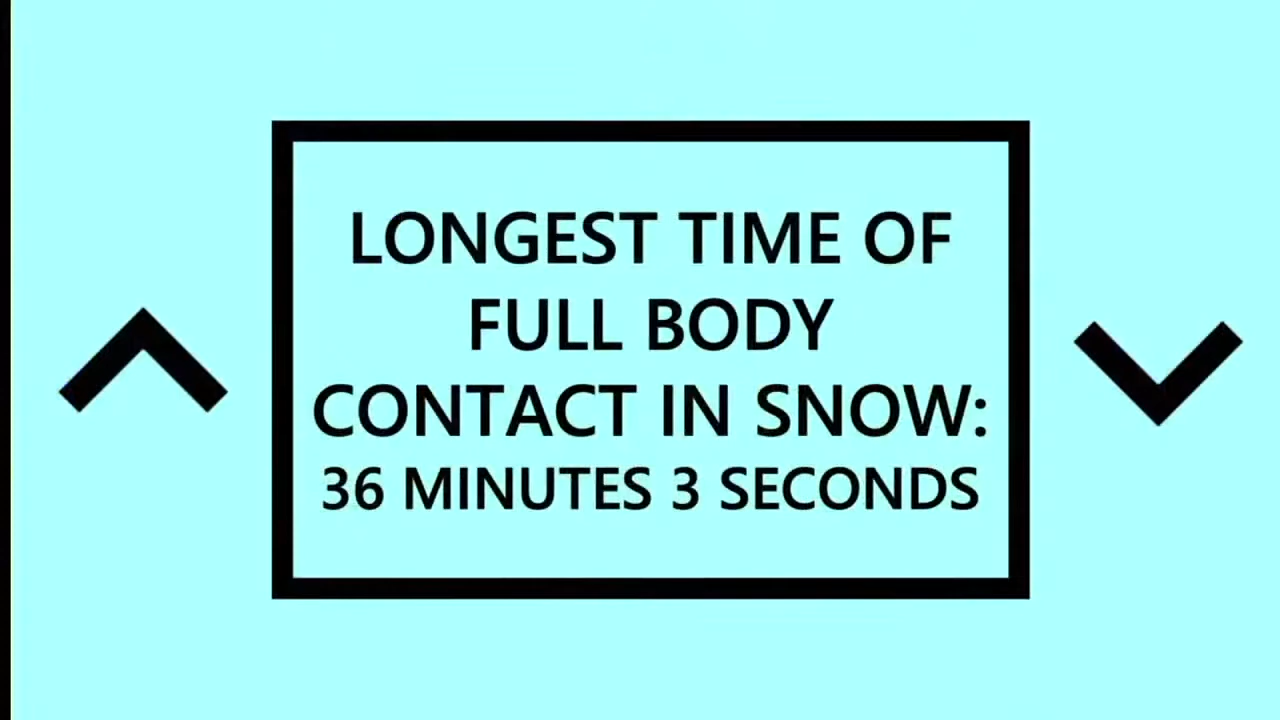 LONGEST TIME OF
FULL BODY
CONTACT IN SNOW:
36 MINUTES 3 SECONDS